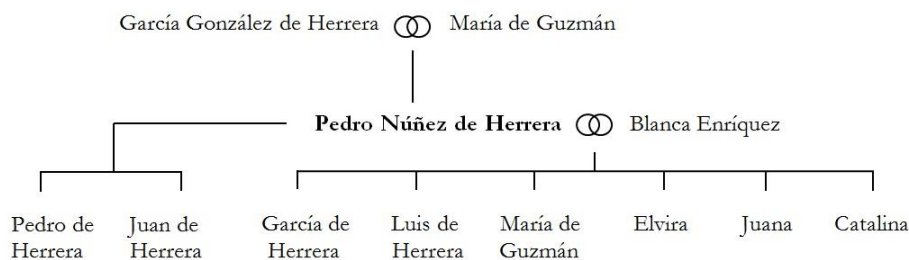 García González de Herrera María de Guzmán
Pedro Núñez de Herrera Blanca Enríquez
Pedro de Herrera
Juan de Herrera
García de Herrera
Luis de Herrera
María de Guzmán
Elvira
Juana
Catalina